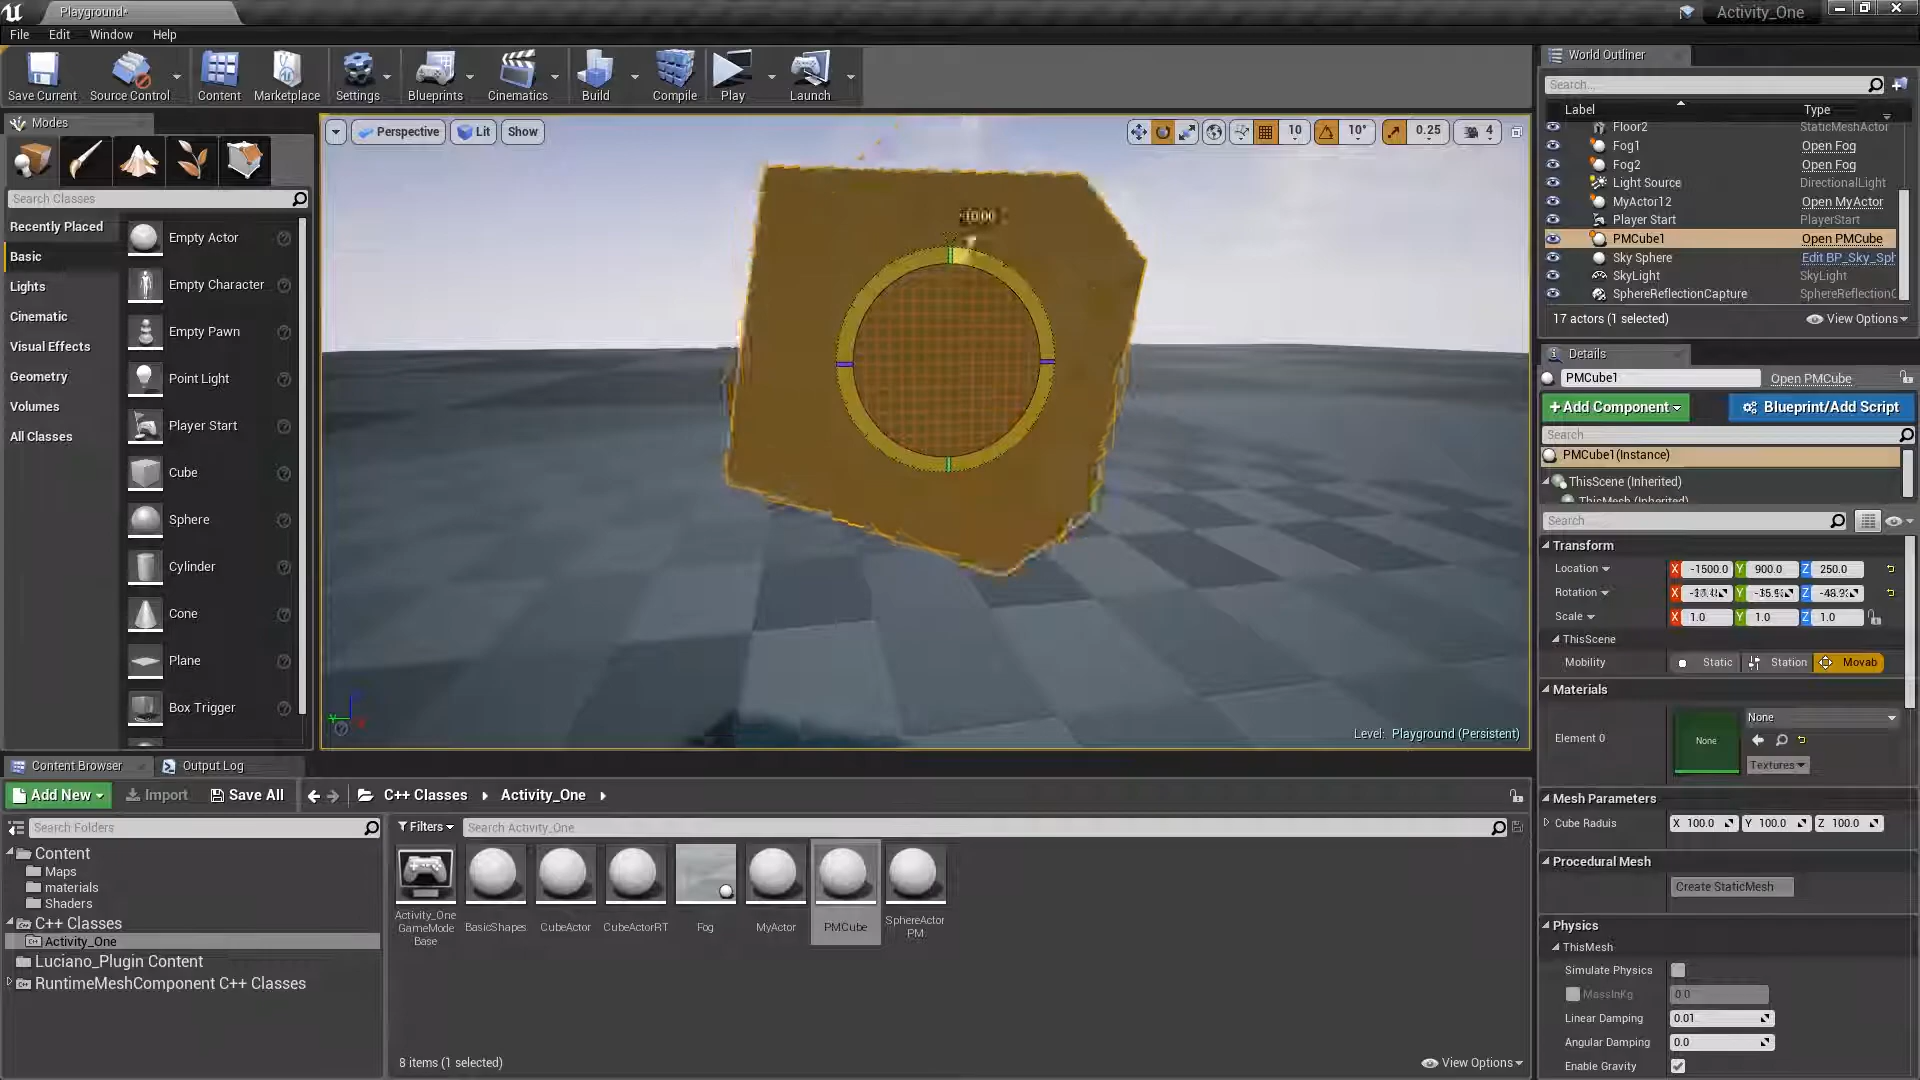 Playground•
Activity_One
File Edit Window Help
Save Current
Source Control
Content
Marketplace
Settings
Blueprints
Cinematics
Build
Compile
Play
Launch
Modes
Search Classes
Recently Placed
Basic
Lights
Cinematic
Visual Effects
Geometry
Volumes
All Classes
Empty Actor
Empty Character
Empty Pawn
Point Light
Player Start
Cube
Sphere
Cylinder
Cone
Plane
Box Trigger
Perspective
Lit
Show
10
10°
0.25
4
Level: Playground (Persistent)
World Outliner
Search...
Label Type
Floor2 StaticMeshActor
Fog1 Open Fog
Fog2 Open Fog
Light Source DirectionalLight
MyActor12 Open MyActor
Player Start PlayerStart
PMCube1 Open PMCube
Sky Sphere Edit BP_Sky_Sph
SkyLight SkyLight
SphereReflectionCapture SphereReflectionC
17 actors (1 selected)
View Options
Details
PMCube1
Open PMCube
+Add Component
Blueprint/Add Script
Search
PMCube1(Instance)
ThisScene (Inherited)
ThisMesh (Inherited)
Search
Transform
Location X -1500.0 Y 900.0 Z 250.0
Rotation X Y Z
Scale X 1.0 Y 1.0 Z 1.0
ThisScene
Mobility Static Station Movab
Materials
Element 0
None
None
Textures
Mesh Parameters
Cube Raduis X 100.0 Y 100.0 Z 100.0
Procedural Mesh
Create StaticMesh
Physics
ThisMesh
Simulate Physics
MassInKg 0.0
Linear Damping 0.01
Angular Damping 0.0
Enable Gravity
Content Browser
Output Log
Add New
Import
Save All
C++ Classes
Activity_One
Search Folders
Content
Maps
materials
Shaders
C++ Classes
Activity_One
Luciano_Plugin Content
RuntimeMeshComponent C++ Classes
Filters
Search Activity_One
Activity_One
GameMode
Base
BasicShapes
CubeActor
CubeActorRT
Fog
MyActor
PMCube
SphereActor
PM
8 items (1 selected)
View Options